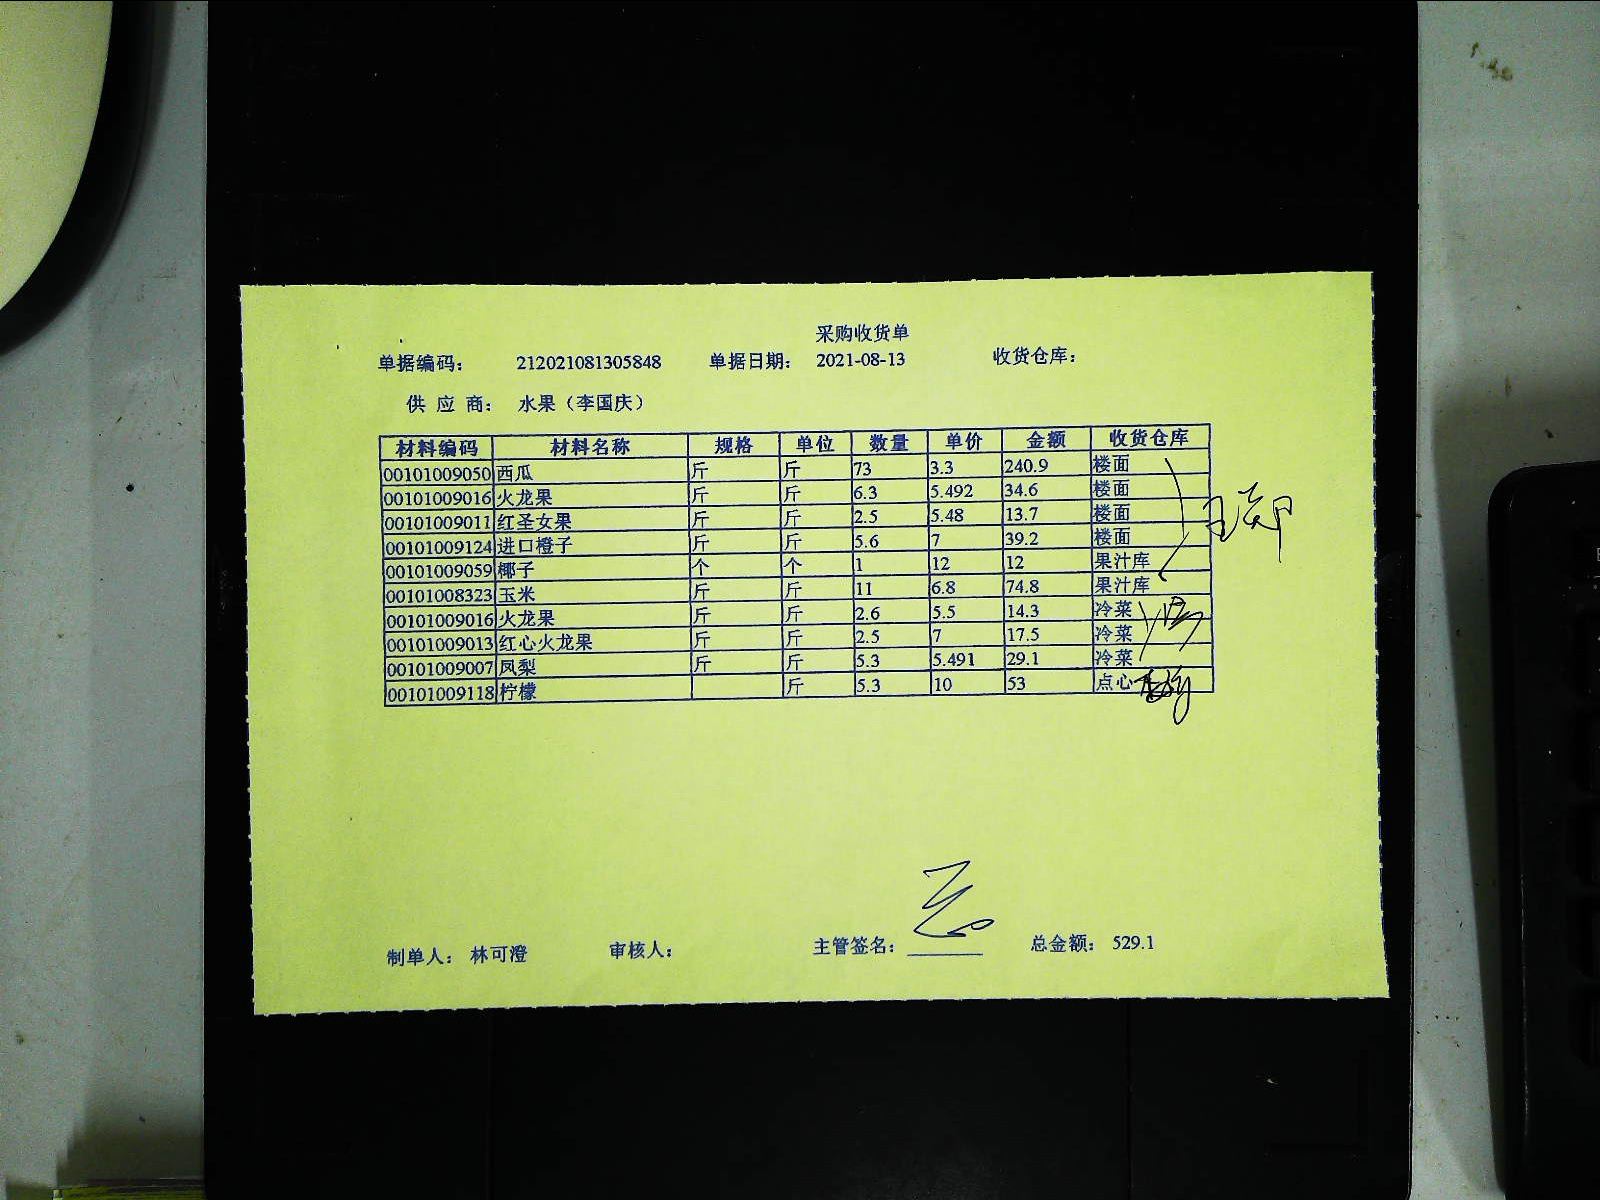 采购收货单
单据编码： 212021081305848 单据日期： 2021-08-13 收货仓库：
供 应 商： 水果（李国庆）
材料编码 材料名称 规格 单位 数量 单价 金额 收货仓库
00101009050 西瓜 斤 斤 73 3.3 240.9 楼面
00101009016 火龙果 斤 斤 6.3 5.492 34.6 楼面
00101009011 红圣女果 斤 斤 2.5 5.48 13.7 楼面
00101009124 进口橙子 斤 斤 5.6 7 39.2 楼面
00101009059 椰子 个 个 1 12 12 果汁库
00101008323 玉米 斤 斤 11 6.8 74.8 果汁库
00101009016 火龙果 斤 斤 2.6 5.5 14.3 冷菜
00101009013 红心火龙果 斤 斤 2.5 7 17.5 冷菜
00101009007 凤梨 斤 斤 5.3 5.491 29.1 冷菜
00101009118 柠檬 斤 5.3 10 53 点心
制单人： 林可澄 审核人： 主管签名： 总金额： 529.1